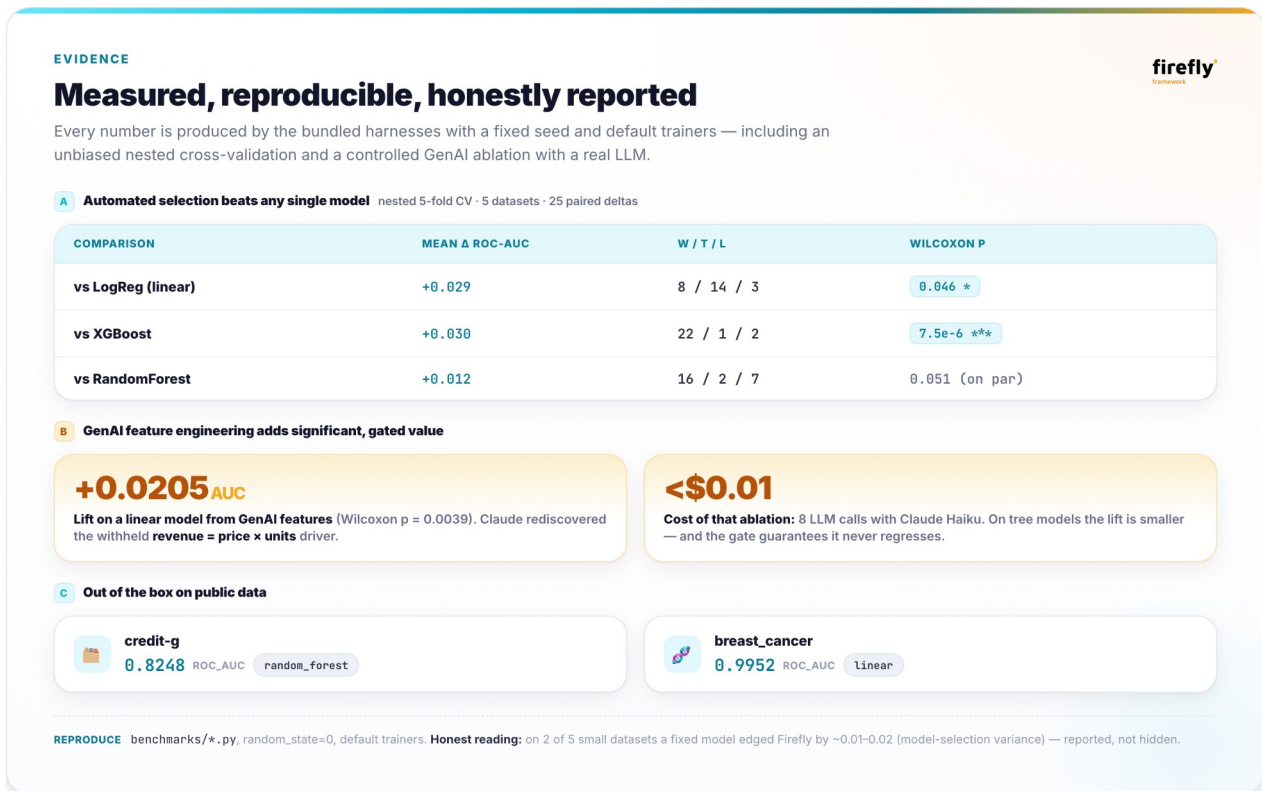 EVIDENCE
firefly
framework
Measured, reproducible, honestly reported
Every number is produced by the bundled harnesses with a fixed seed and default trainers — including an
unbiased nested cross-validation and a controlled GenAI ablation with a real LLM.
A Automated selection beats any single model nested 5-fold CV · 5 datasets · 25 paired deltas
COMPARISON MEAN Δ ROC-AUC W / T / L WILCOXON P
vs LogReg (linear) +0.029 8 / 14 / 3 0.046 *
vs XGBoost +0.030 22 / 1 / 2 7.5e-6 ***
vs RandomForest +0.012 16 / 2 / 7 0.051 (on par)
B GenAI feature engineering adds significant, gated value
+0.0205 AUC
Lift on a linear model from GenAI features (Wilcoxon p = 0.0039). Claude rediscovered
the withheld revenue = price × units driver.
<$0.01
Cost of that ablation: 8 LLM calls with Claude Haiku. On tree models the lift is smaller
— and the gate guarantees it never regresses.
C Out of the box on public data
credit-g
0.8248 ROC_AUC random_forest
breast_cancer
0.9952 ROC_AUC linear
REPRODUCE benchmarks/*.py, random_state=0, default trainers. Honest reading: on 2 of 5 small datasets a fixed model edged Firefly by ~0.01–0.02 (model-selection variance) — reported, not hidden.